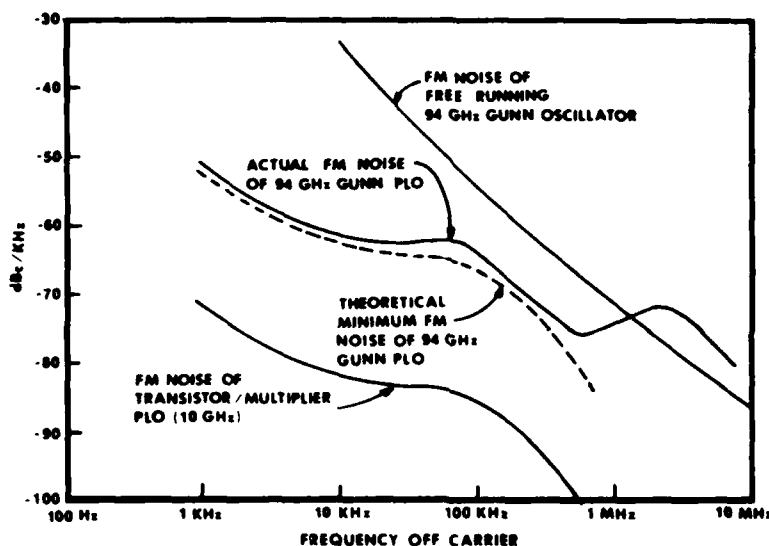 -30
-40
-50
-60
-70
-80
-90
-100
dBc/KHz
FM NOISE OF
FREE RUNNING
94 GHz GUNN OSCILLATOR
ACTUAL FM NOISE
OF 94 GHz GUNN PLO
THEORETICAL
MINIMUM FM
NOISE OF 94 GHz
GUNN PLO
FM NOISE OF
TRANSISTOR/MULTIPLIER
PLO (10 GHz)
100 Hz 1 KHz 10 KHz 100 KHz 1 MHz 10 MHz
FREQUENCY OFF CARRIER